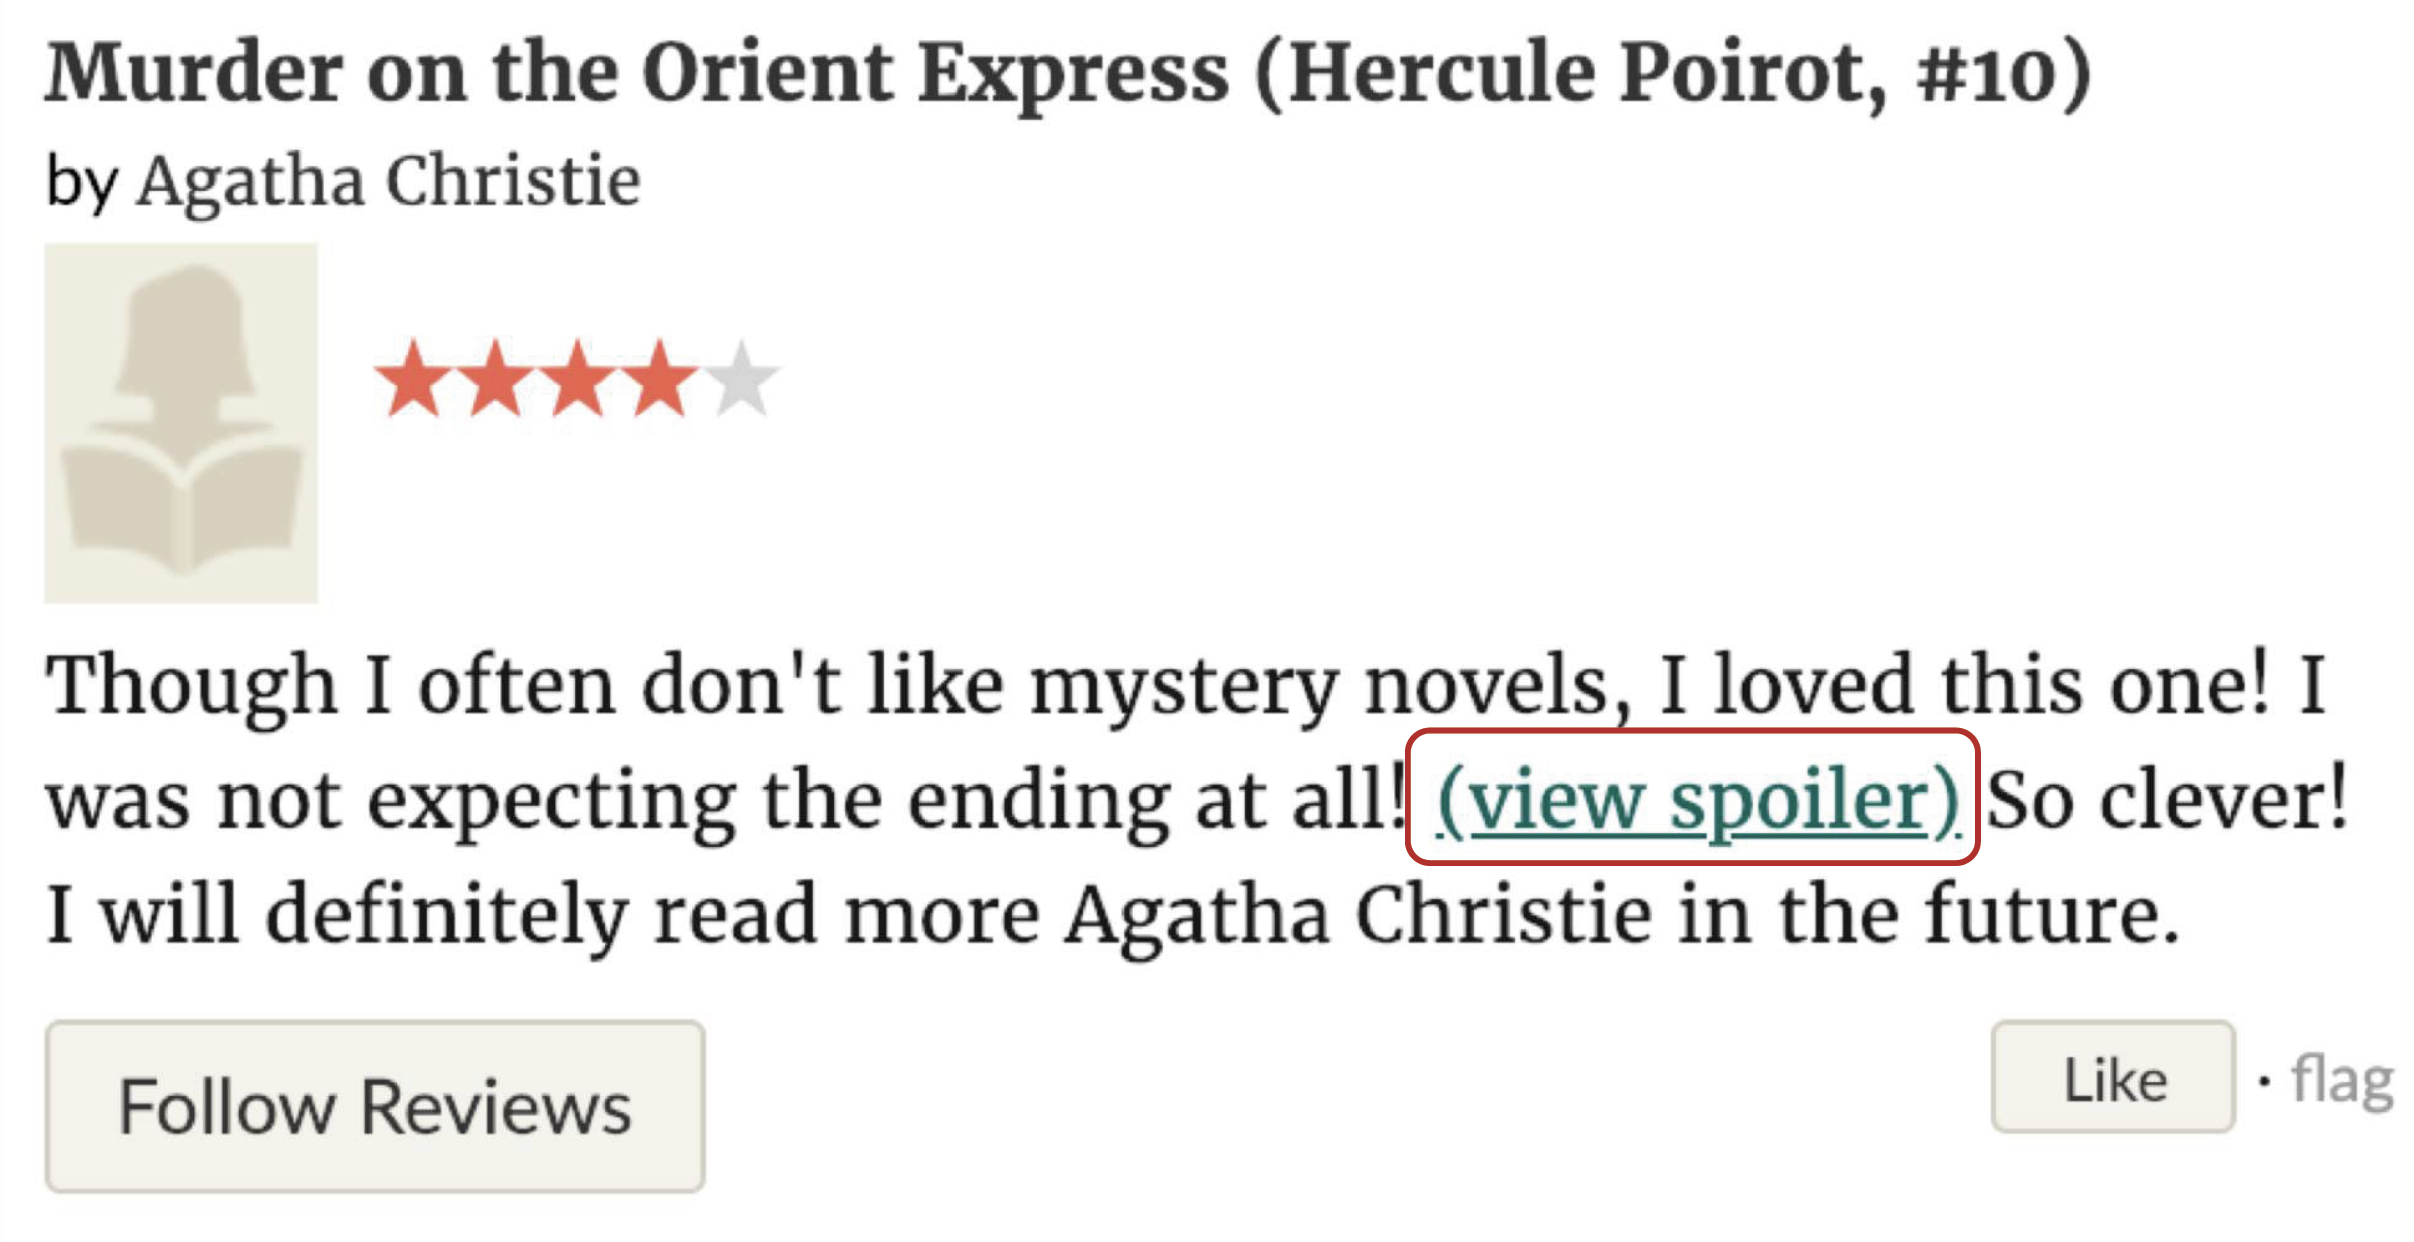 Murder on the Orient Express (Hercule Poirot, #10)
by Agatha Christie
Though I often don't like mystery novels, I loved this one! I
was not expecting the ending at all! (view spoiler) So clever!
I will definitely read more Agatha Christie in the future.
Follow Reviews
Like · flag